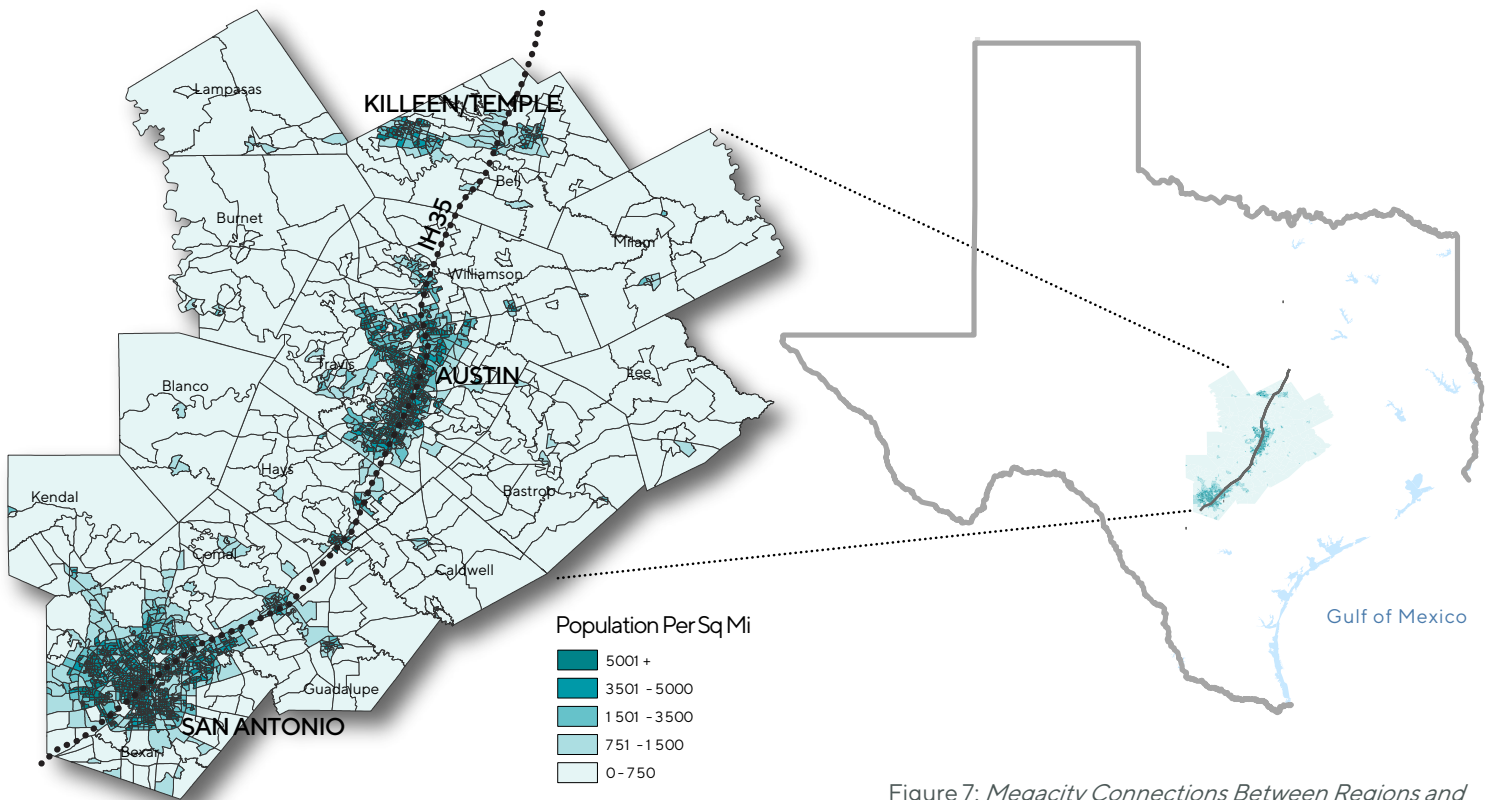 Lampasas
KILLEEN/TEMPLE
Bell
Burnet
IH 35
Milam
Williamson
Travis
AUSTIN
Lee
Blanco
Hays
Kendal
Bastrop
Comal
Caldwell
Guadalupe
SAN ANTONIO
Bexar
Population Per Sq Mi
5001 +
3501 - 5000
1501 - 3500
751 - 1500
0 - 750
Gulf of Mexico
Figure 7: Megacity Connections Between Regions and